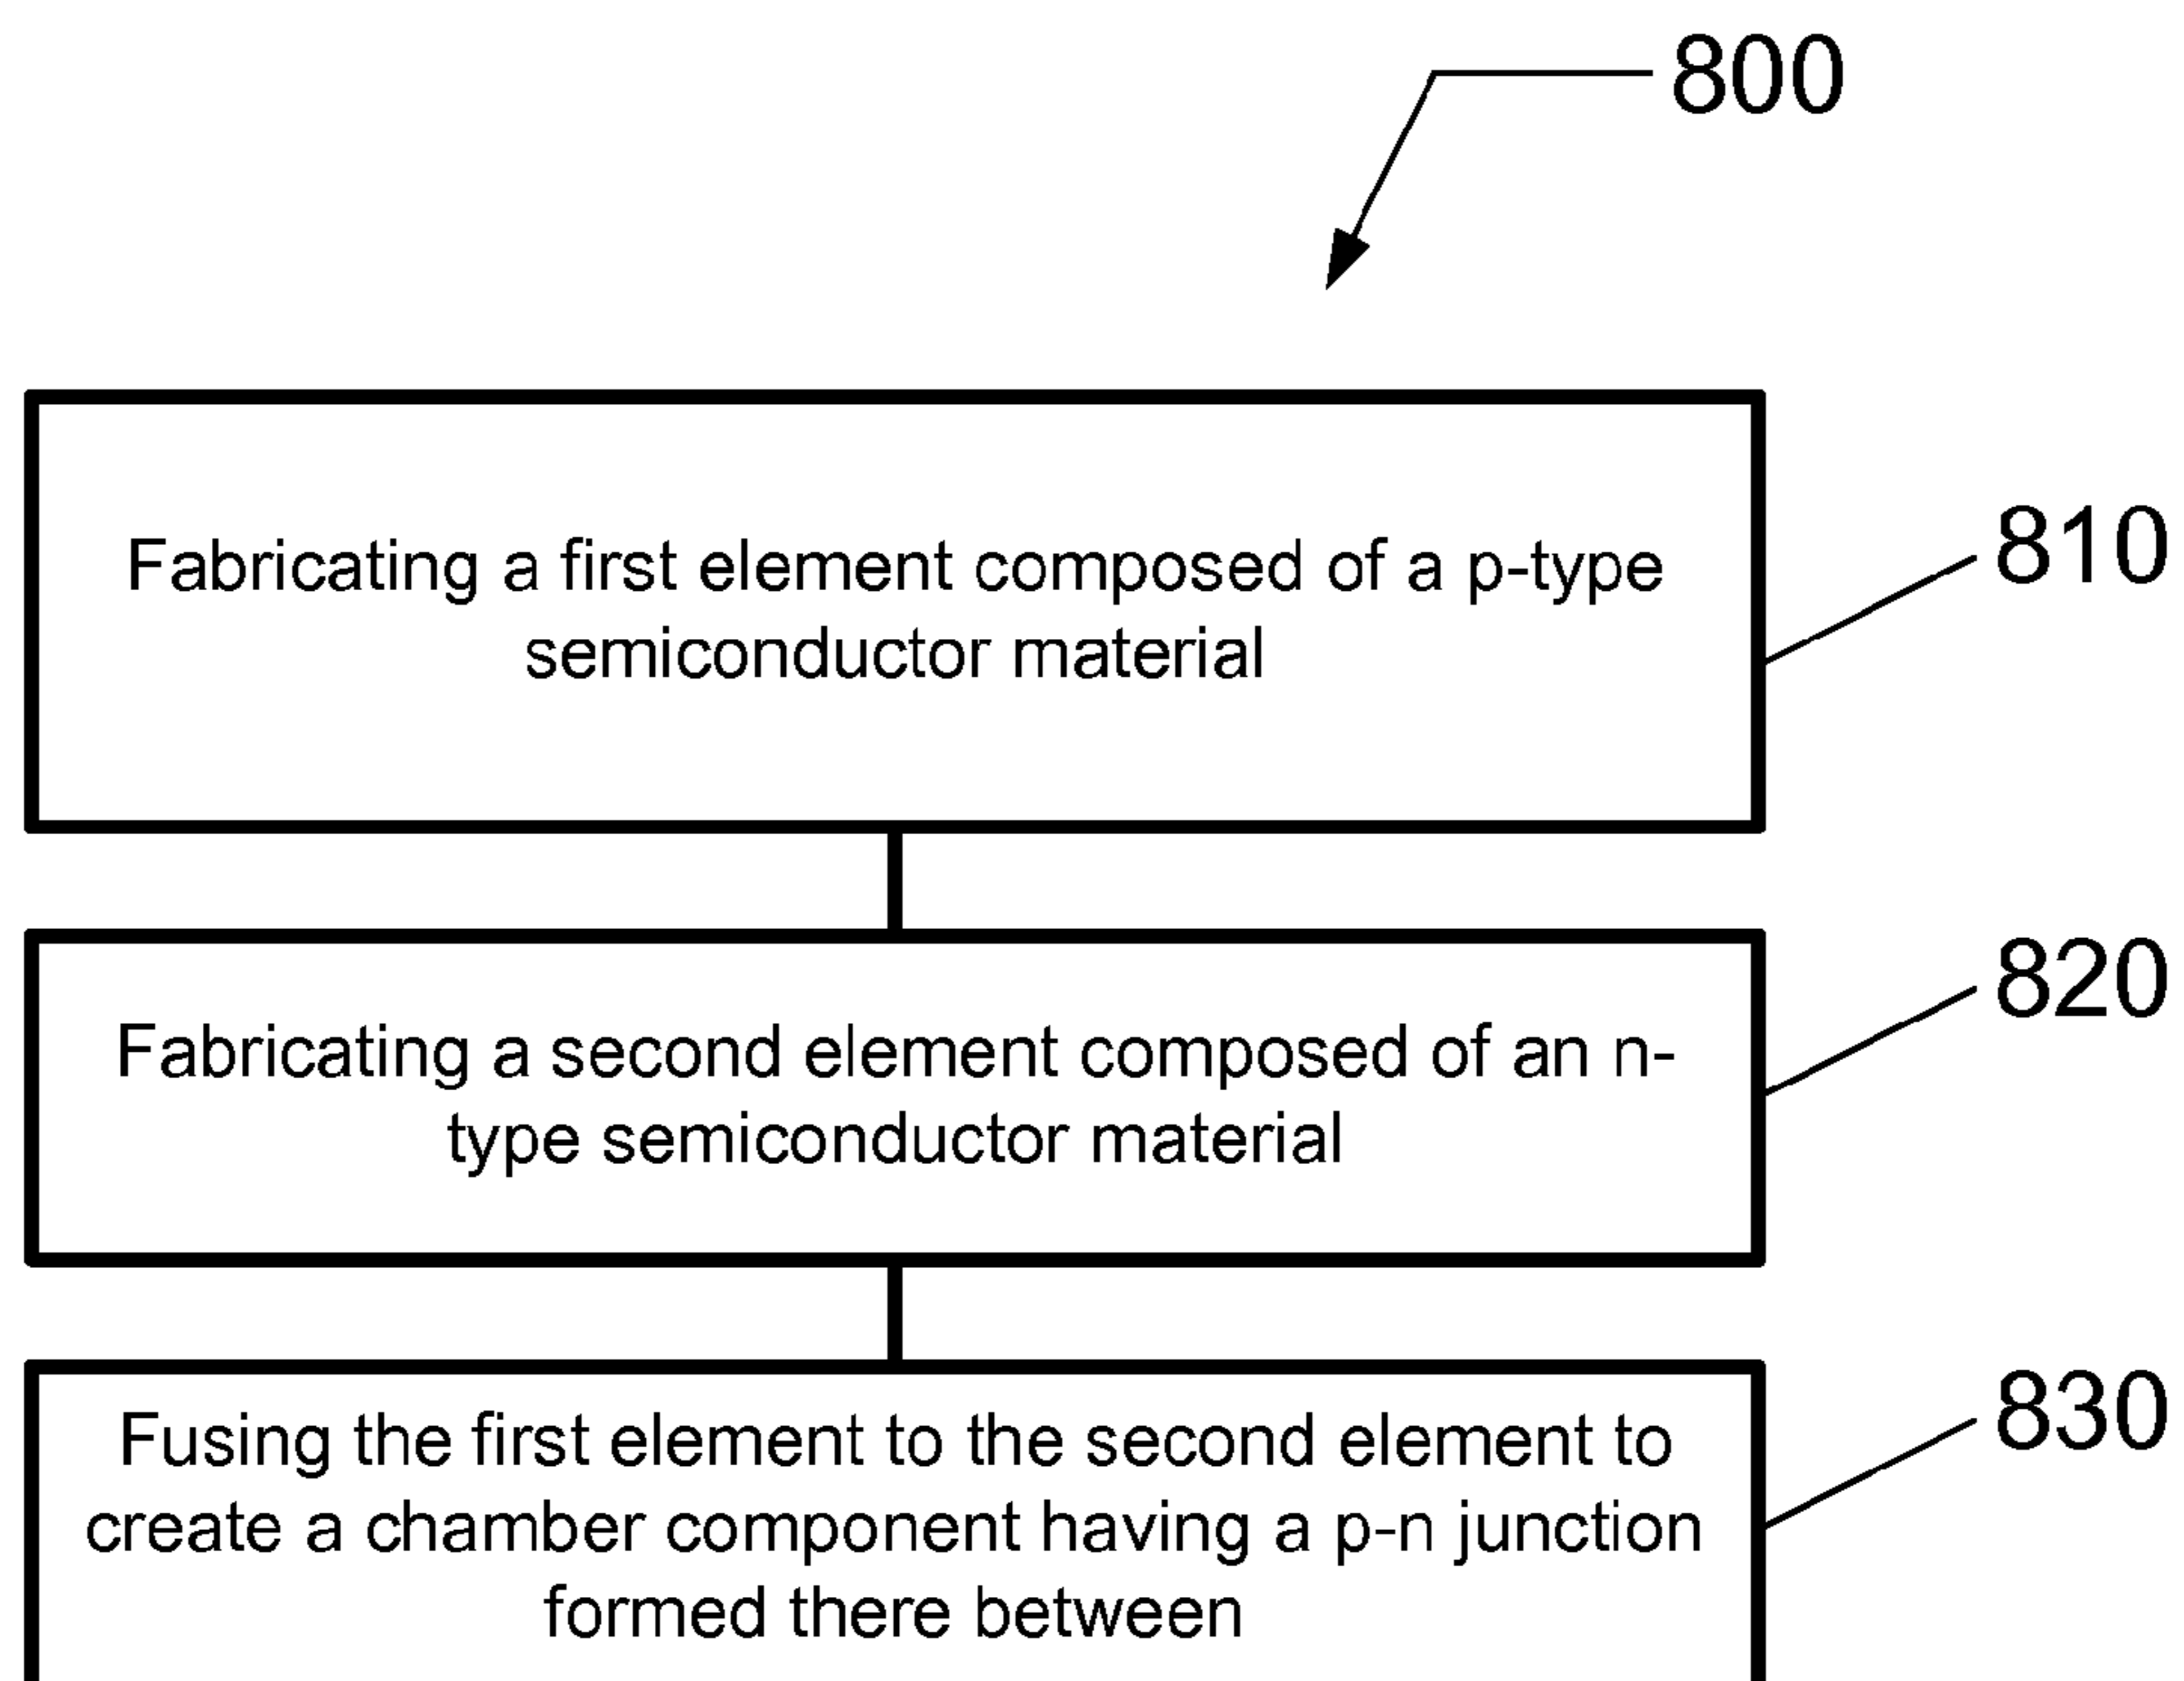 800
Fabricating a first element composed of a p-type
semiconductor material
810
Fabricating a second element composed of an n-
type semiconductor material
820
Fusing the first element to the second element to
create a chamber component having a p-n junction
formed there between
830